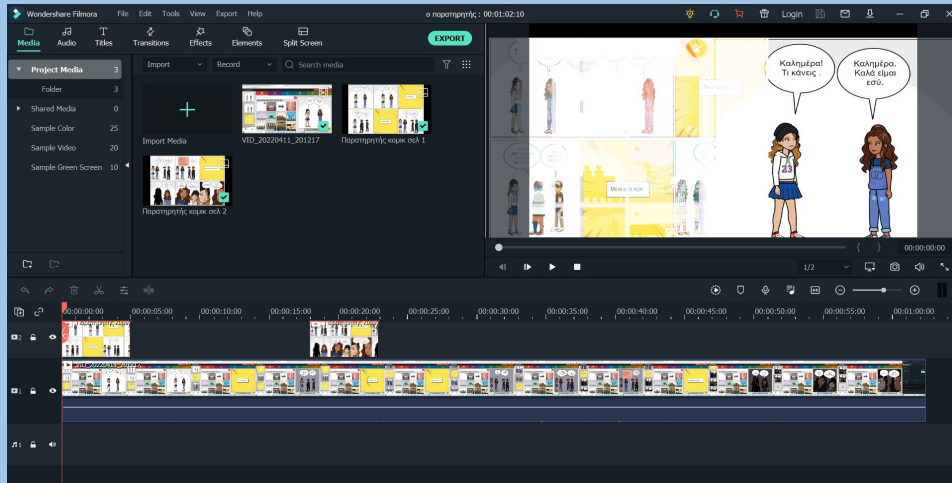 Wondershare Filmora File Edit Tools View Export Help ο παρατηρητής : 00:01:02:10 Login
Media Audio Titles Transitions Effects Elements Split Screen EXPORT
Project Media 3
Import Record Search media
Folder 3
Shared Media 0
Sample Color 25
Sample Video 20
Sample Green Screen 10
Import Media
VID_20220411_201217
Παρατηρητής κομικ σελ 1
Παρατηρητής κομικ σελ 2
Καλημέρα!
Τι κάνεις .
Καλημέρα.
Καλά είμαι
εσύ.
23
{ } 00:00:00:00
1/2
00:00:00:00 00:00:05:00 00:00:10:00 00:00:15:00 00:00:20:00 00:00:25:00 00:00:30:00 00:00:35:00 00:00:40:00 00:00:45:00 00:00:50:00 00:00:55:00 00:01:00:00
2
VID_20220411_201217
1
1